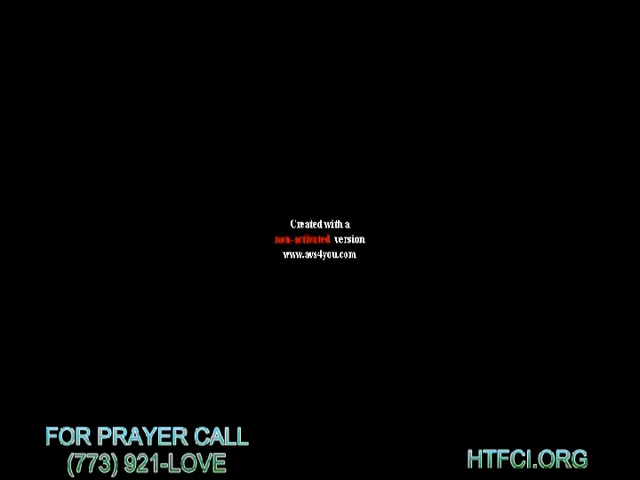 Created with a
non-activated version
www.avs4you.com
FOR PRAYER CALL
(773) 921-LOVE
HTFCI.ORG